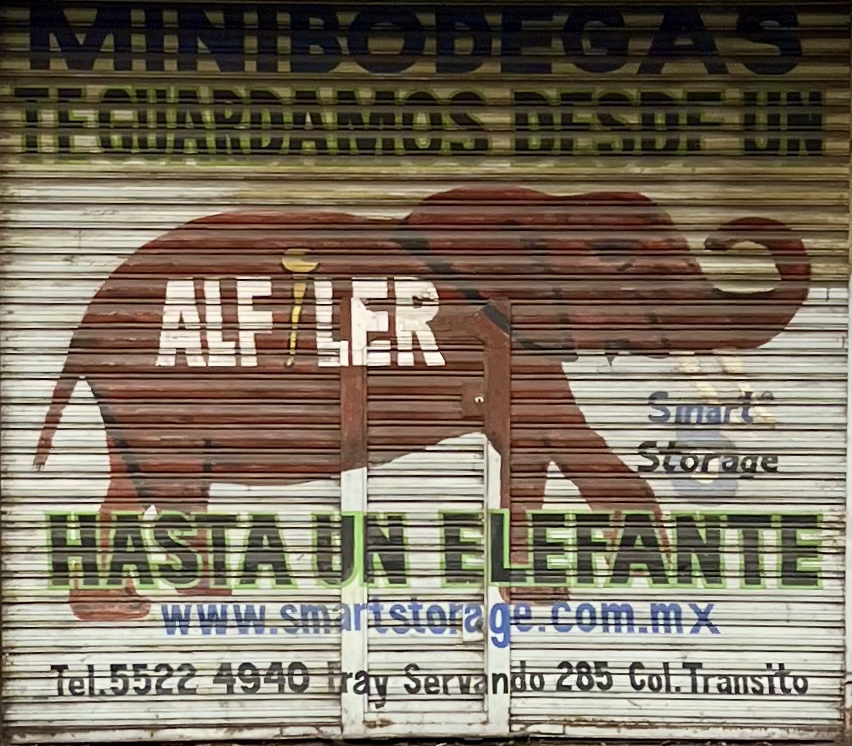 MINIBODEGAS
TE GUARDAMOS DESDE UN
ALFiLER
Smart
Storage
HASTA UN ELEFANTE
www.smartstorage.com.mx
Tel.5522 4940 Fray Servando 285 Col.Transito